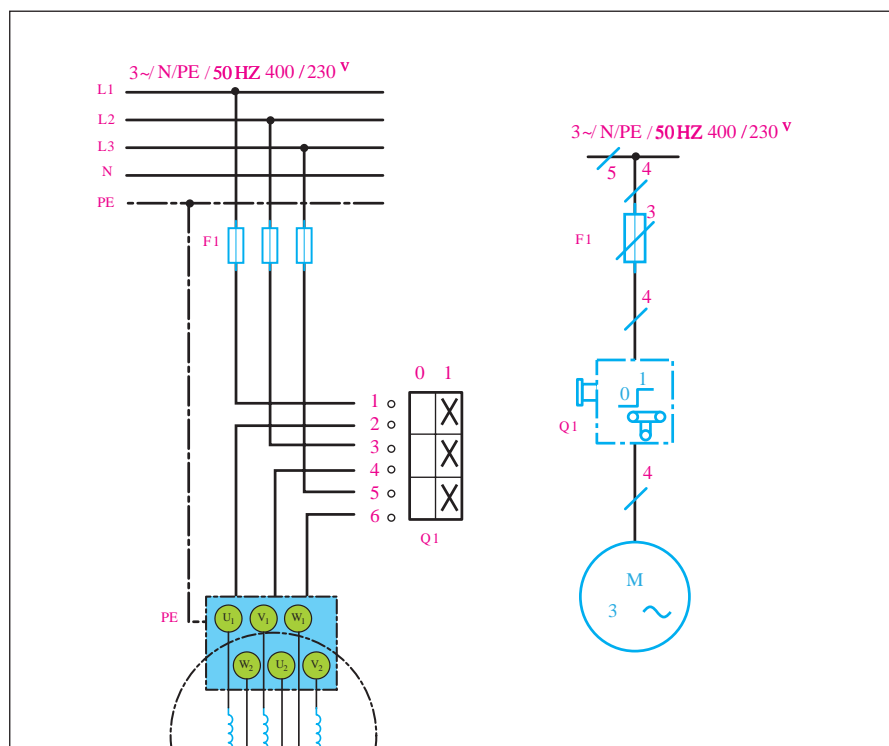 3~/ N/PE / 50 HZ 400 / 230 V
L1
L2
L3
N
PE
F1
0 1
1
2
3
4
5
6
Q1
PE
U1 V1 W1
W2 U2 V2
3~/ N/PE / 50 HZ 400 / 230 V
5 4
3
F1
4
1
0
Q1
4
M
3 ~